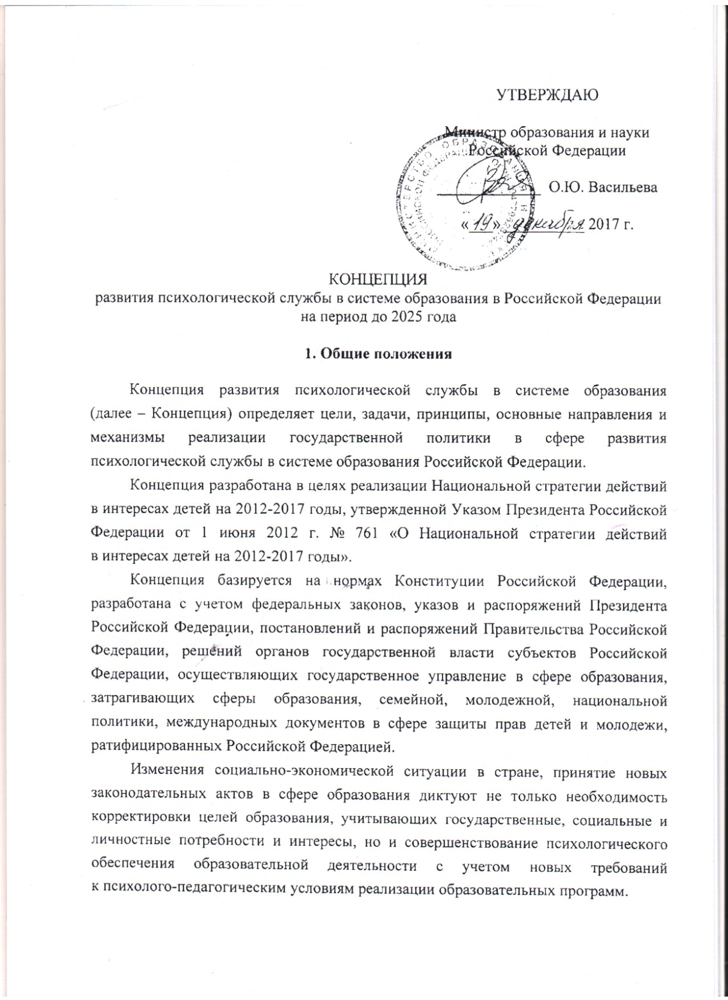 УТВЕРЖДАЮ
Министр образования и науки
Российской Федерации
О.Ю. Васильева
«19» декабря 2017 г.
МИНИСТЕРСТВО ОБРАЗОВАНИЯ И
РОССИЙСКОЙ ФЕДЕРАЦИИ
КОНЦЕПЦИЯ
развития психологической службы в системе образования в Российской Федерации
на период до 2025 года
1. Общие положения
Концепция развития психологической службы в системе образования
(далее – Концепция) определяет цели, задачи, принципы, основные направления и
механизмы реализации государственной политики в сфере развития
психологической службы в системе образования Российской Федерации.
Концепция разработана в целях реализации Национальной стратегии действий
в интересах детей на 2012-2017 годы, утвержденной Указом Президента Российской
Федерации от 1 июня 2012 г. № 761 «О Национальной стратегии действий
в интересах детей на 2012-2017 годы».
Концепция базируется на нормах Конституции Российской Федерации,
разработана с учетом федеральных законов, указов и распоряжений Президента
Российской Федерации, постановлений и распоряжений Правительства Российской
Федерации, решений органов государственной власти субъектов Российской
Федерации, осуществляющих государственное управление в сфере образования,
затрагивающих сферы образования, семейной, молодежной, национальной
политики, международных документов в сфере защиты прав детей и молодежи,
ратифицированных Российской Федерацией.
Изменения социально-экономической ситуации в стране, принятие новых
законодательных актов в сфере образования диктуют не только необходимость
корректировки целей образования, учитывающих государственные, социальные и
личностные потребности и интересы, но и совершенствование психологического
обеспечения образовательной деятельности с учетом новых требований
к психолого-педагогическим условиям реализации образовательных программ.